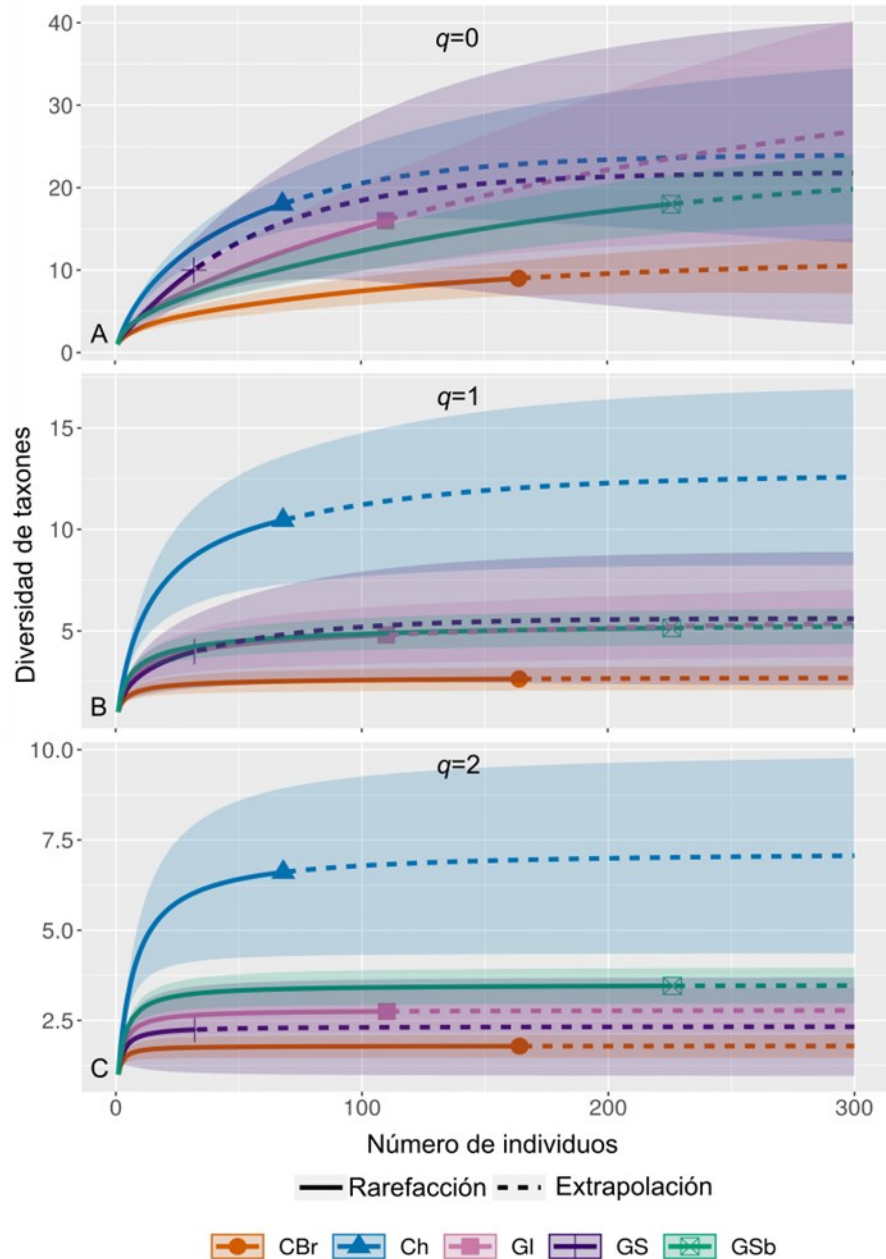 40
q=0
30
20
10
A
0
q=1
15
10
5
B
Diversidad de taxones
10.0
q=2
7.5
5.0
2.5
C
0 100 200 300
Número de individuos
Rarefacción Extrapolación
CBr Ch GI GS GSb